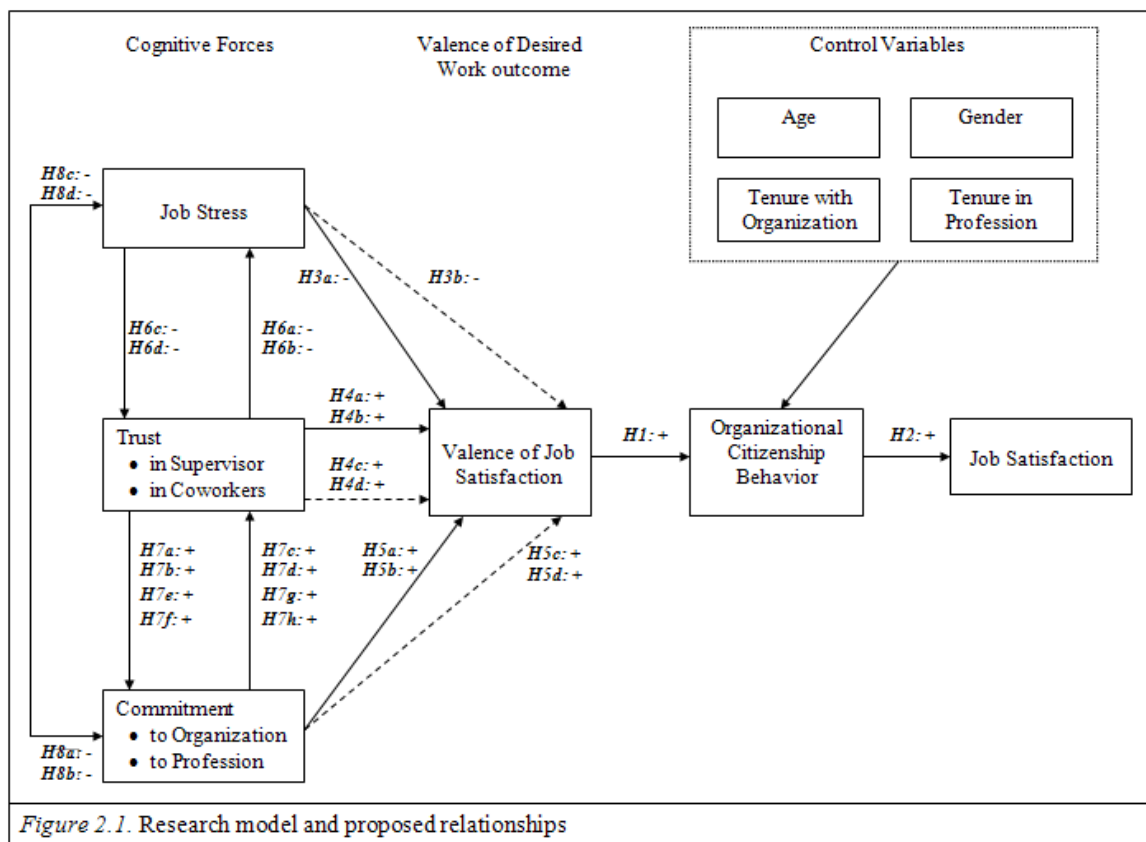 Cognitive Forces
Valence of Desired
Work outcome
Control Variables
Age
Gender
Tenure with
Organization
Tenure in
Profession
H8c: -
H8d: -
Job Stress
H3a: -
H3b: -
H6c: -
H6d: -
H6a: -
H6b: -
H4a: +
H4b: +
Trust
• in Supervisor
• in Coworkers
H4c: +
H4d: +
Valence of Job
Satisfaction
H1: +
Organizational
Citizenship
Behavior
H2: +
Job Satisfaction
H7a: +
H7b: +
H7e: +
H7f: +
H7c: +
H7d: +
H7g: +
H7h: +
H5a: +
H5b: +
H5c: +
H5d: +
Commitment
• to Organization
• to Profession
H8a: -
H8b: -
Figure 2.1. Research model and proposed relationships